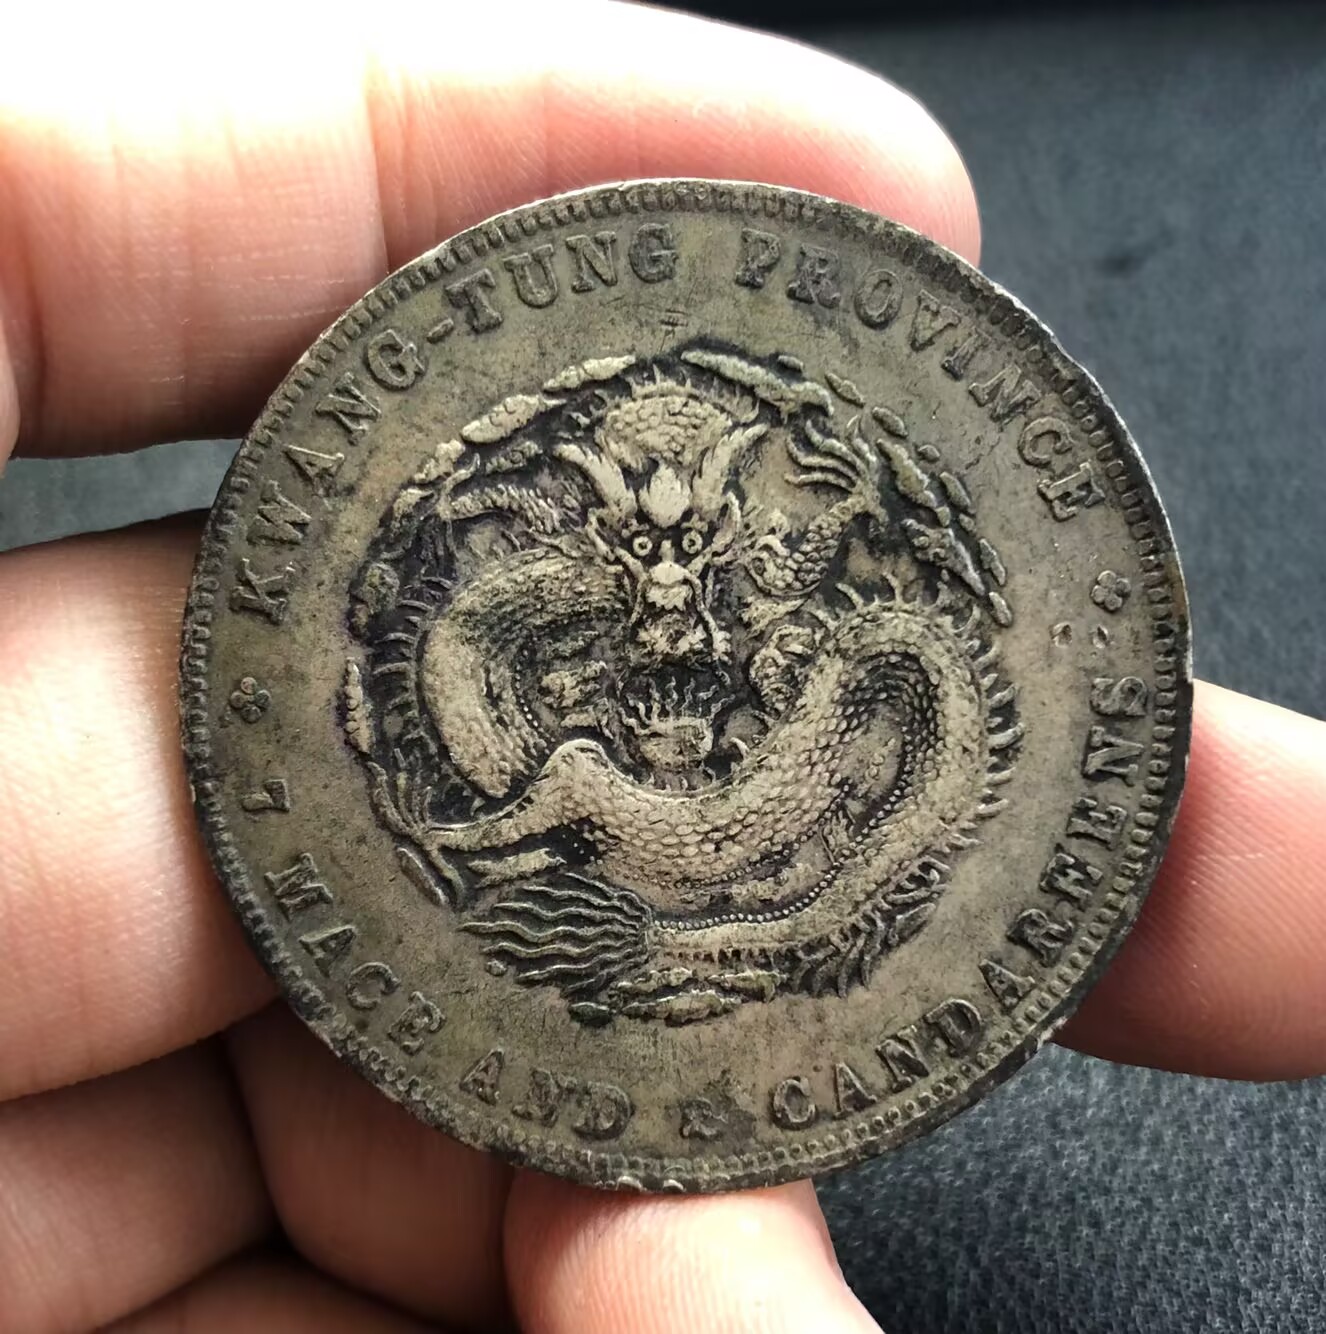 KWANG-TUNG PROVINCE
7 MACE AND 2 CANDAREENS